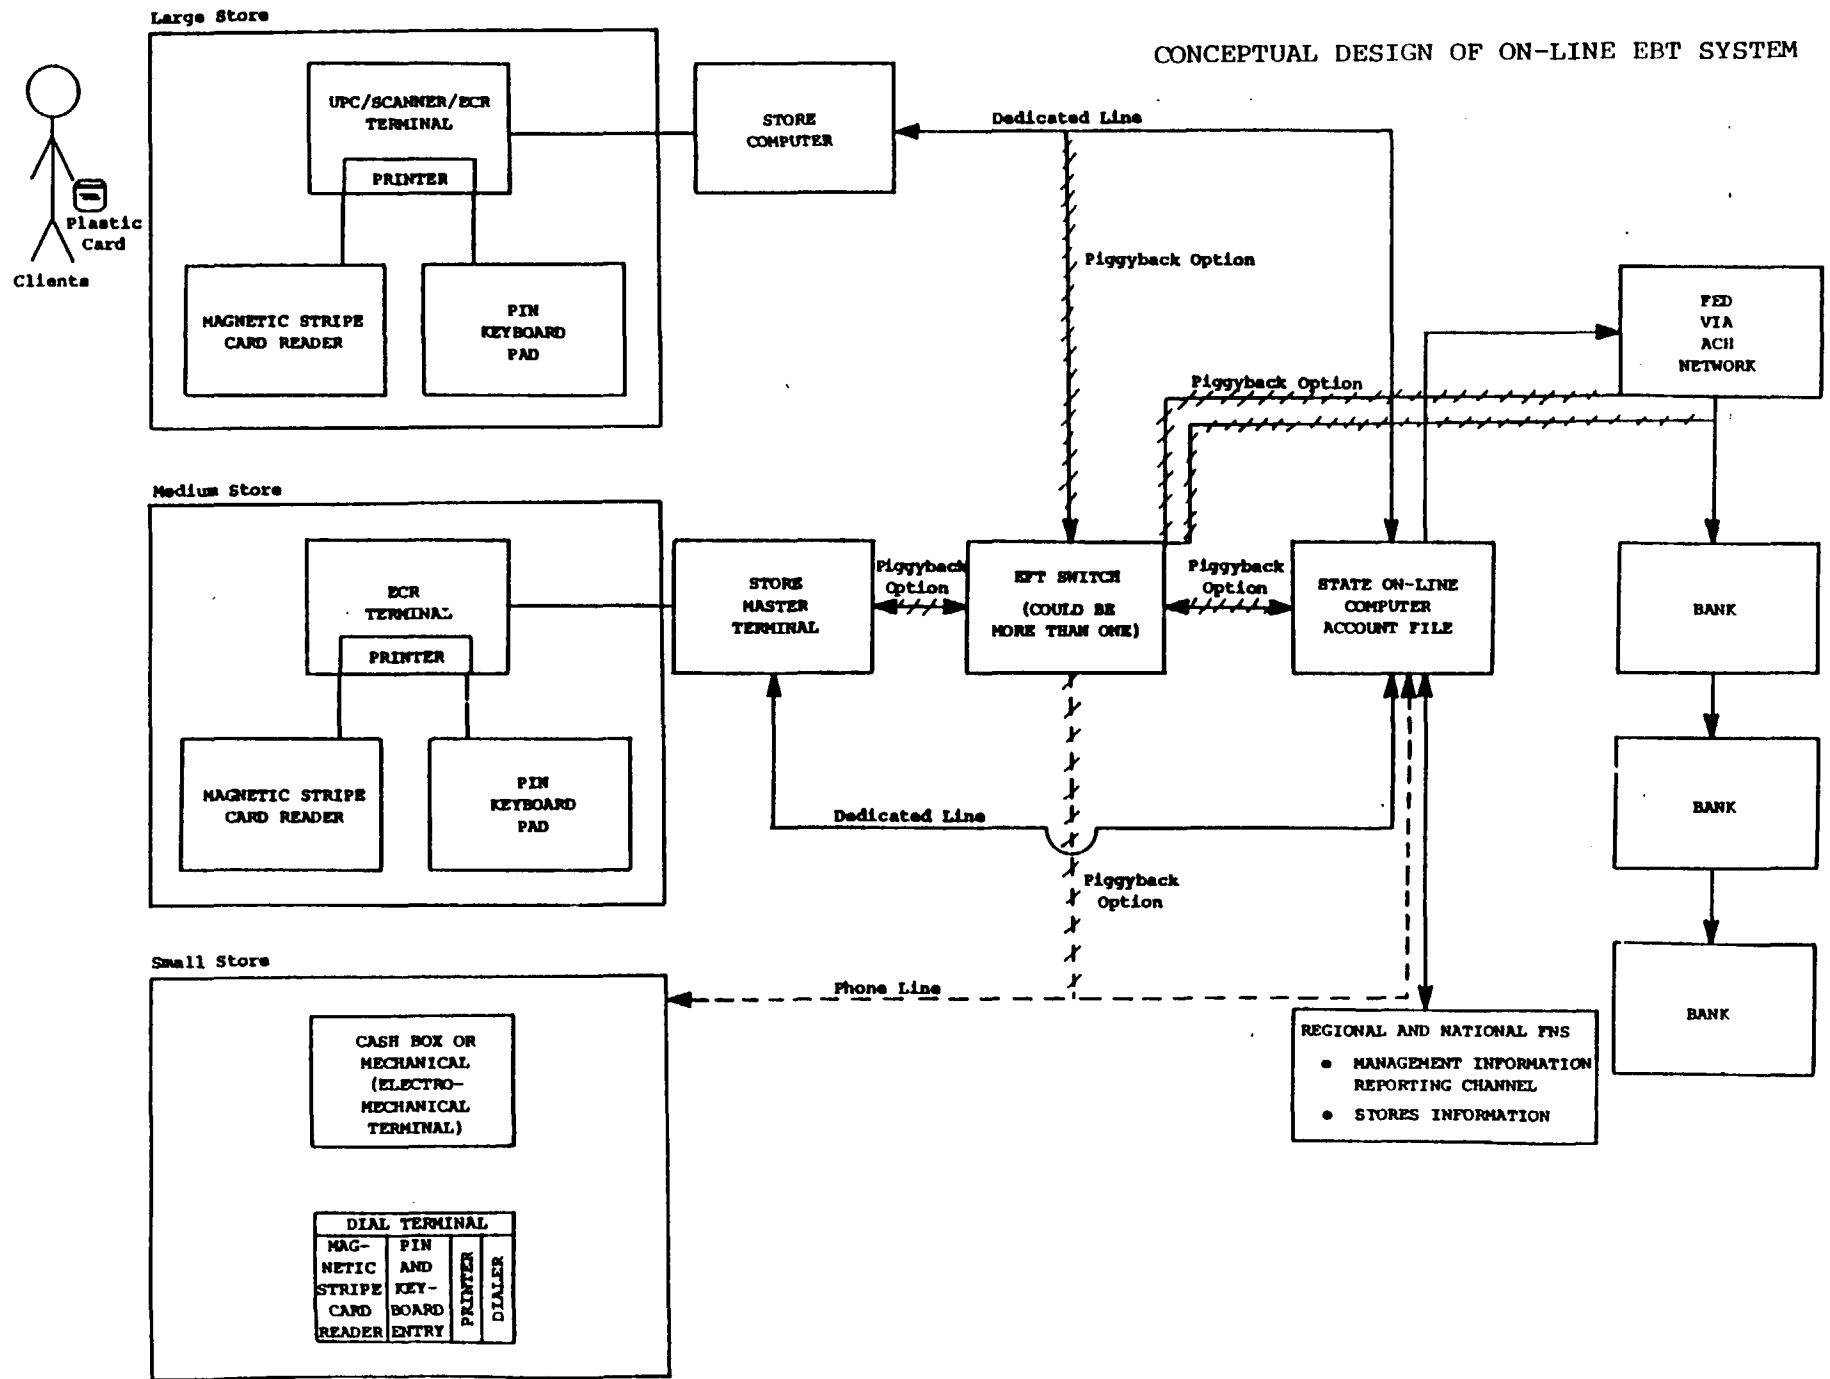 Large Store
CONCEPTUAL DESIGN OF ON-LINE EBT SYSTEM
UPC/SCANNER/ECR
TERMINAL
PRINTER
STORE
COMPUTER
Dedicated Line
Plastic
Card
Clients
MAGNETIC STRIPE
CARD READER
PIN
KEYBOARD
PAD
Piggyback Option
FED
VIA
ACH
NETWORK
Piggyback Option
Medium Store
ECR
TERMINAL
PRINTER
STORE
MASTER
TERMINAL
Piggyback
Option
EFT SWITCH
(COULD BE
MORE THAN ONE)
Piggyback
Option
STATE ON-LINE
COMPUTER
ACCOUNT FILE
BANK
MAGNETIC STRIPE
CARD READER
PIN
KEYBOARD
PAD
Dedicated Line
BANK
Piggyback
Option
Small Store
Phone Line
CASH BOX OR
MECHANICAL
(ELECTRO-
MECHANICAL
TERMINAL)
REGIONAL AND NATIONAL FNS
• MANAGEMENT INFORMATION
REPORTING CHANNEL
• STORES INFORMATION
BANK
DIAL TERMINAL
MAG-
NETIC
STRIPE
CARD
READER
PIN
AND
KEY-
BOARD
ENTRY
PRINTER
DIALER